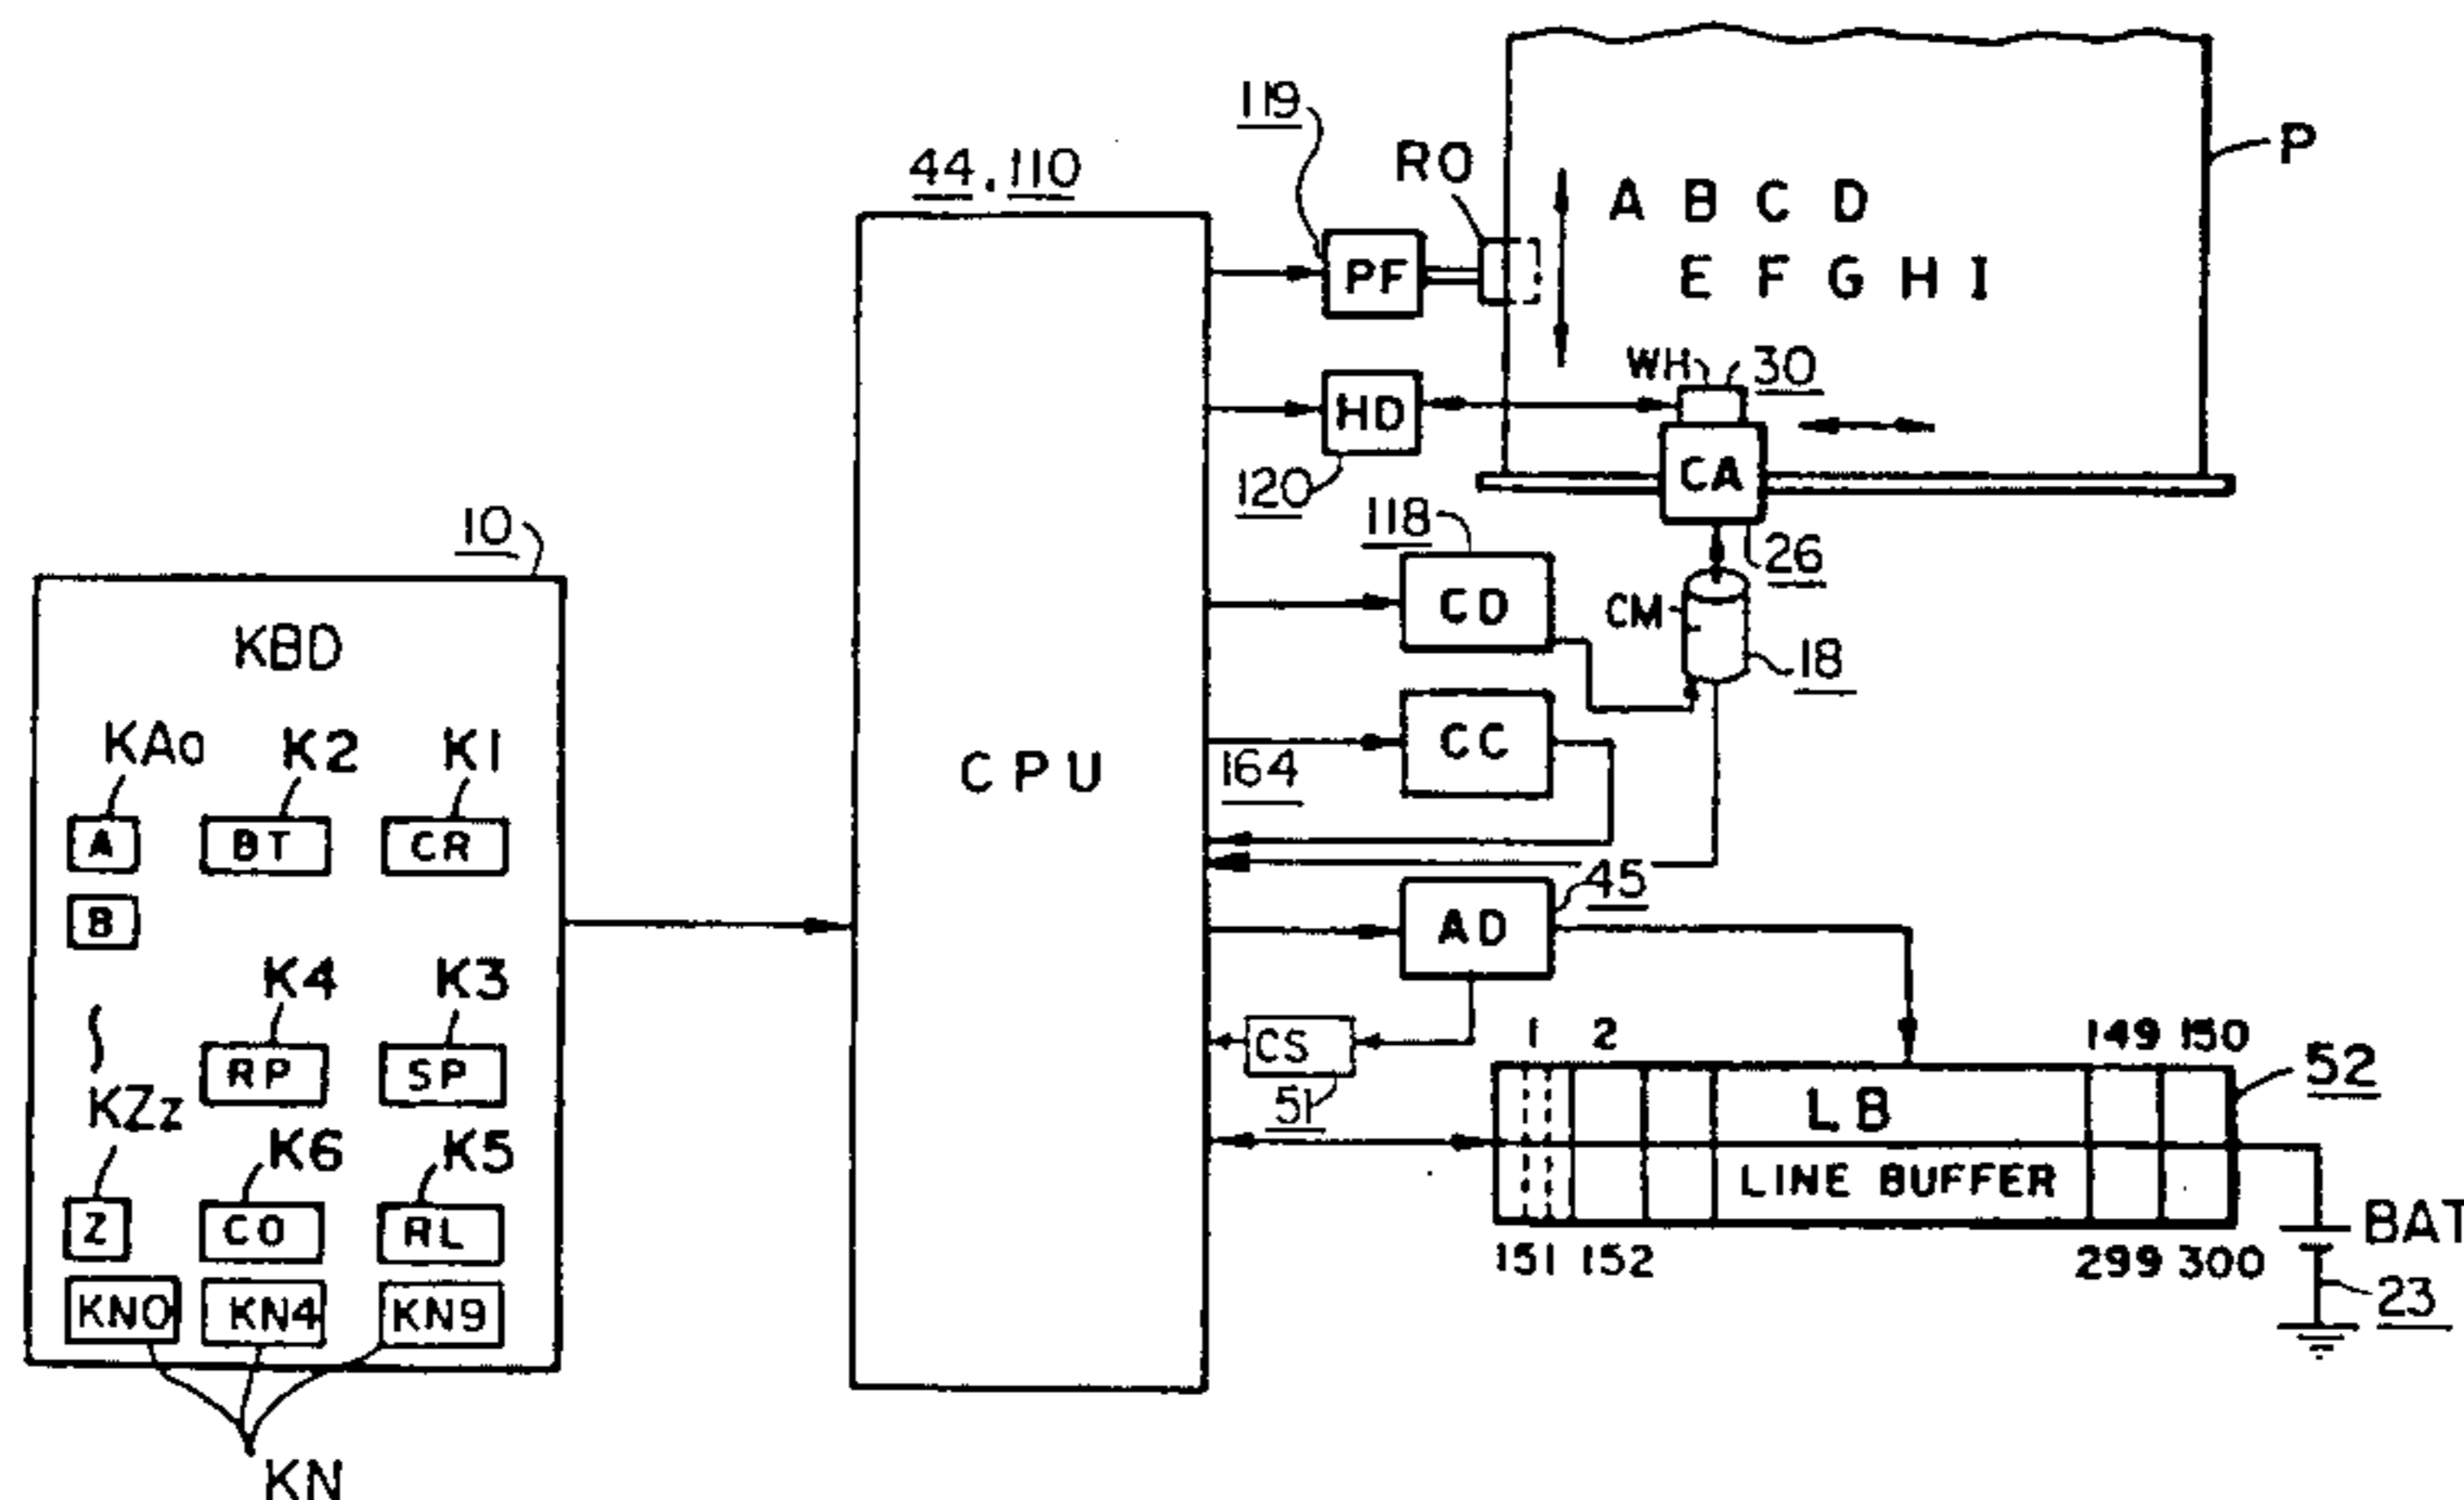 119
RO
P
44, 110
PF
A B C D
E F G H I
WH 30
HD
120
CA
26
118
CD
CM
18
10
KBD
KAa K2 K1
A BT CR
B
K4 K3
RP SP
KZz
K6 K5
Z CO RL
KN0 KN4 KN9
KN
CPU
164
CC
45
AD
CS
51
1 2 149 150
52
LB
LINE BUFFER
151 152 299 300
BAT
23